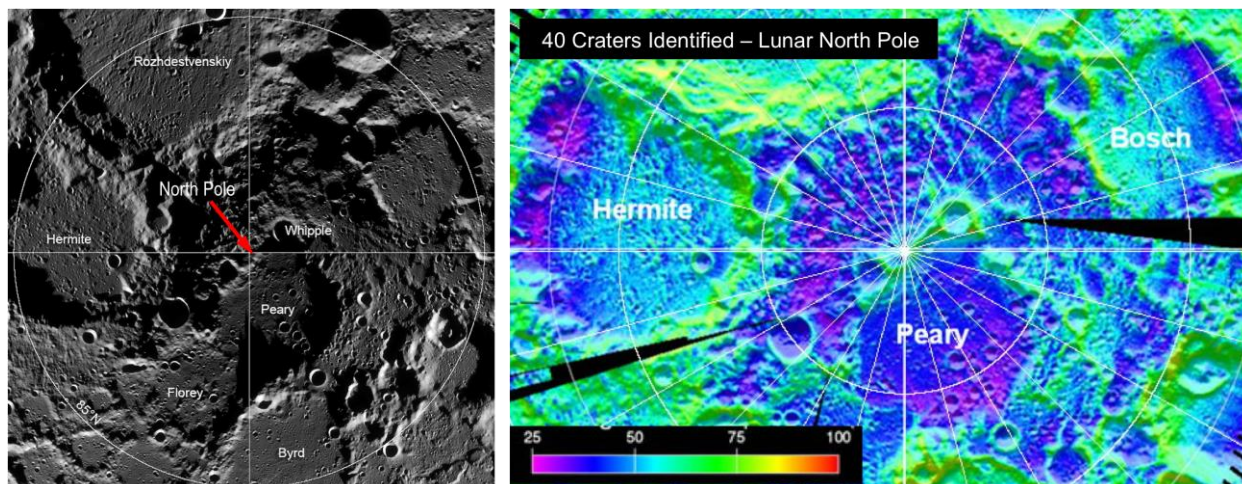 Rozhdestvenskiy
North Pole
Whipple
Hermite
Peary
Florey
85°N
Byrd
40 Craters Identified – Lunar North Pole
Bosch
Hermite
Peary
25 50 75 100